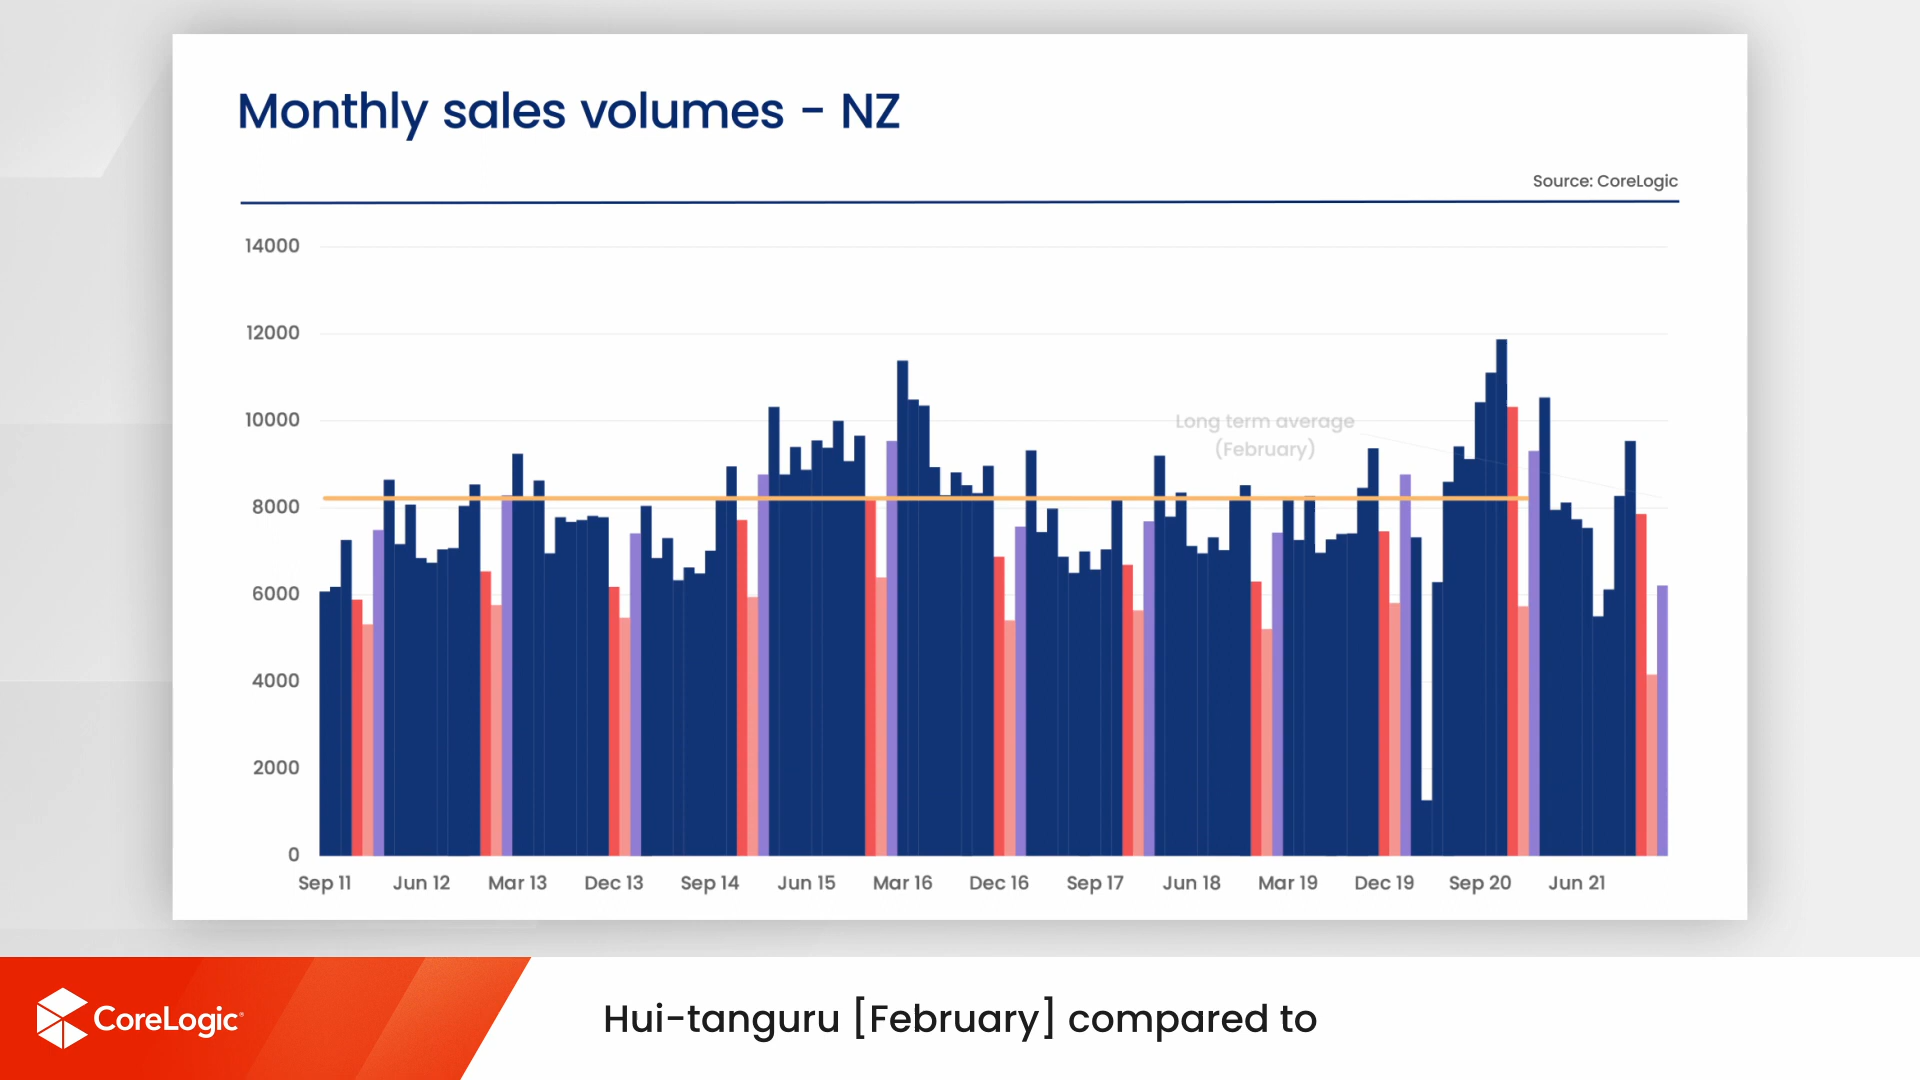 Monthly sales volumes - NZ
Source: CoreLogic
14000
12000
10000
8000
6000
4000
2000
0
Long term average
(February)
Sep 11 Jun 12 Mar 13 Dec 13 Sep 14 Jun 15 Mar 16 Dec 16 Sep 17 Jun 18 Mar 19 Dec 19 Sep 20 Jun 21
CoreLogic
Hui-tanguru [February] compared to